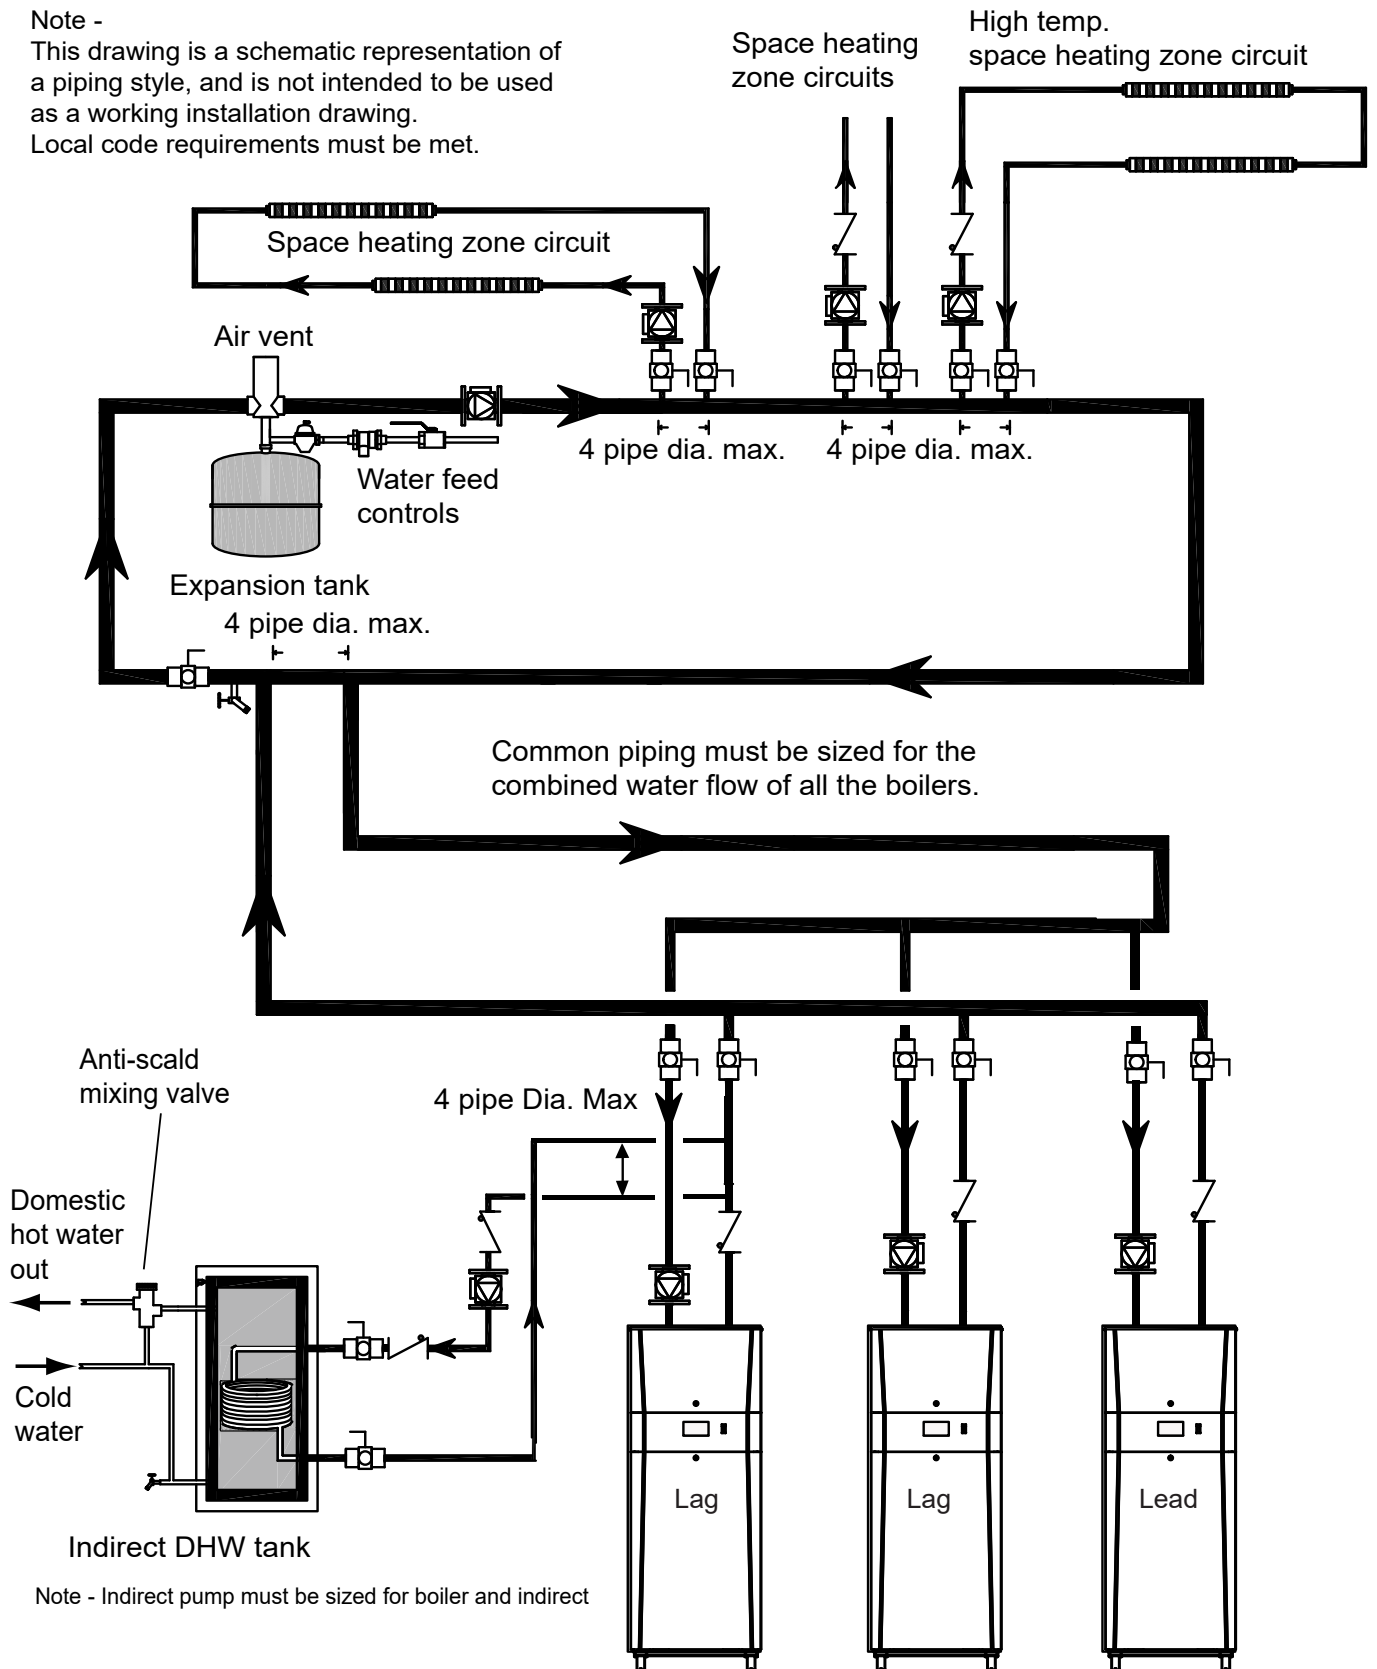 Note -
This drawing is a schematic representation of
a piping style, and is not intended to be used
as a working installation drawing.
Local code requirements must be met.
Space heating
zone circuits
High temp.
space heating zone circuit
Space heating zone circuit
Air vent
4 pipe dia. max.
4 pipe dia. max.
Water feed
controls
Expansion tank
4 pipe dia. max.
Common piping must be sized for the
combined water flow of all the boilers.
Anti-scald
mixing valve
4 pipe Dia. Max
Domestic
hot water
out
Cold
water
Lag
Lag
Lead
Indirect DHW tank
Note - Indirect pump must be sized for boiler and indirect